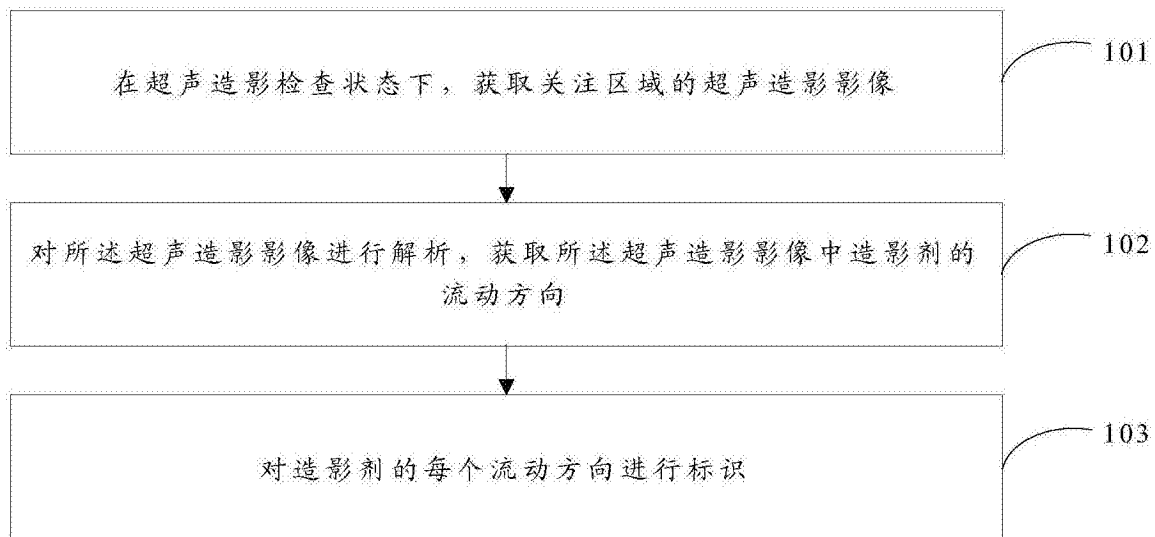 在超声造影检查状态下，获取关注区域的超声造影影像
101
对所述超声造影影像进行解析，获取所述超声造影影像中造影剂的
流动方向
102
对造影剂的每个流动方向进行标识
103